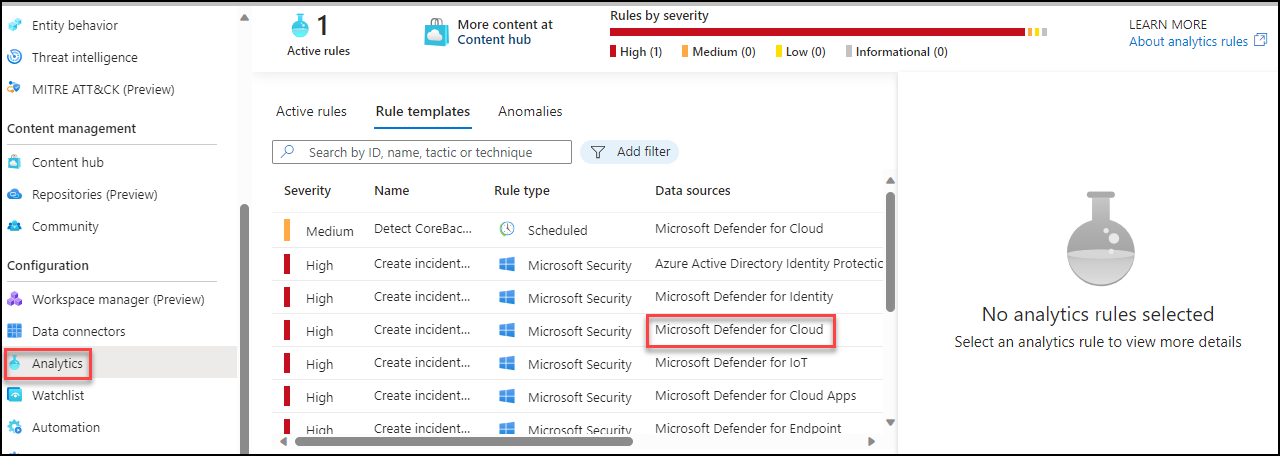 Entity behavior
Threat intelligence
MITRE ATT&CK (Preview)
Content management
Content hub
Repositories (Preview)
Community
Configuration
Workspace manager (Preview)
Data connectors
Analytics
Watchlist
Automation
1
Active rules
More content at
Content hub
Rules by severity
High (1) Medium (0) Low (0) Informational (0)
LEARN MORE
About analytics rules
Active rules Rule templates Anomalies
Search by ID, name, tactic or technique Add filter
Severity Name Rule type Data sources
Medium Detect CoreBac... Scheduled Microsoft Defender for Cloud
High Create incident... Microsoft Security Azure Active Directory Identity Protectio
High Create incident... Microsoft Security Microsoft Defender for Identity
High Create incident... Microsoft Security Microsoft Defender for Cloud
High Create incident... Microsoft Security Microsoft Defender for IoT
High Create incident... Microsoft Security Microsoft Defender for Cloud Apps
High Create incident... Microsoft Security Microsoft Defender for Endpoint
No analytics rules selected
Select an analytics rule to view more details